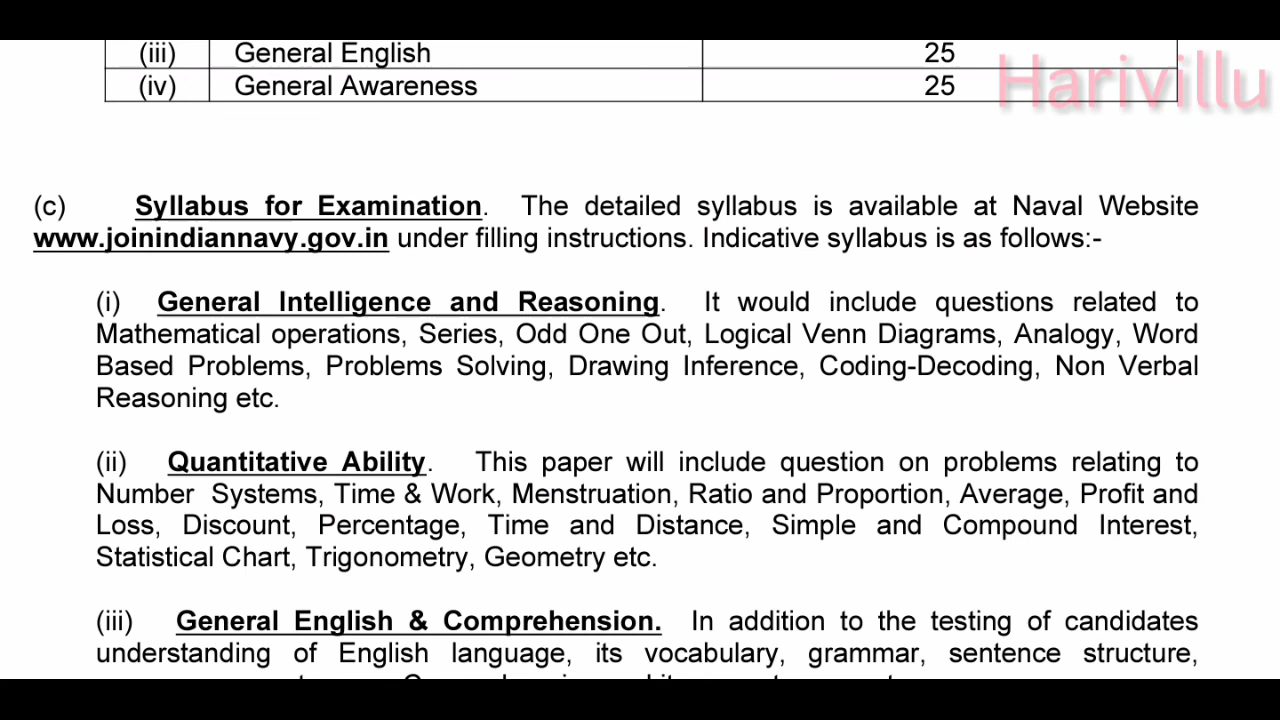 (iii) General English 25
(iv) General Awareness 25
Harivillu
(c) Syllabus for Examination. The detailed syllabus is available at Naval Website
www.joinindiannavy.gov.in under filling instructions. Indicative syllabus is as follows:-
(i) General Intelligence and Reasoning. It would include questions related to
Mathematical operations, Series, Odd One Out, Logical Venn Diagrams, Analogy, Word
Based Problems, Problems Solving, Drawing Inference, Coding-Decoding, Non Verbal
Reasoning etc.
(ii) Quantitative Ability. This paper will include question on problems relating to
Number Systems, Time & Work, Menstruation, Ratio and Proportion, Average, Profit and
Loss, Discount, Percentage, Time and Distance, Simple and Compound Interest,
Statistical Chart, Trigonometry, Geometry etc.
(iii) General English & Comprehension. In addition to the testing of candidates
understanding of English language, its vocabulary, grammar, sentence structure,